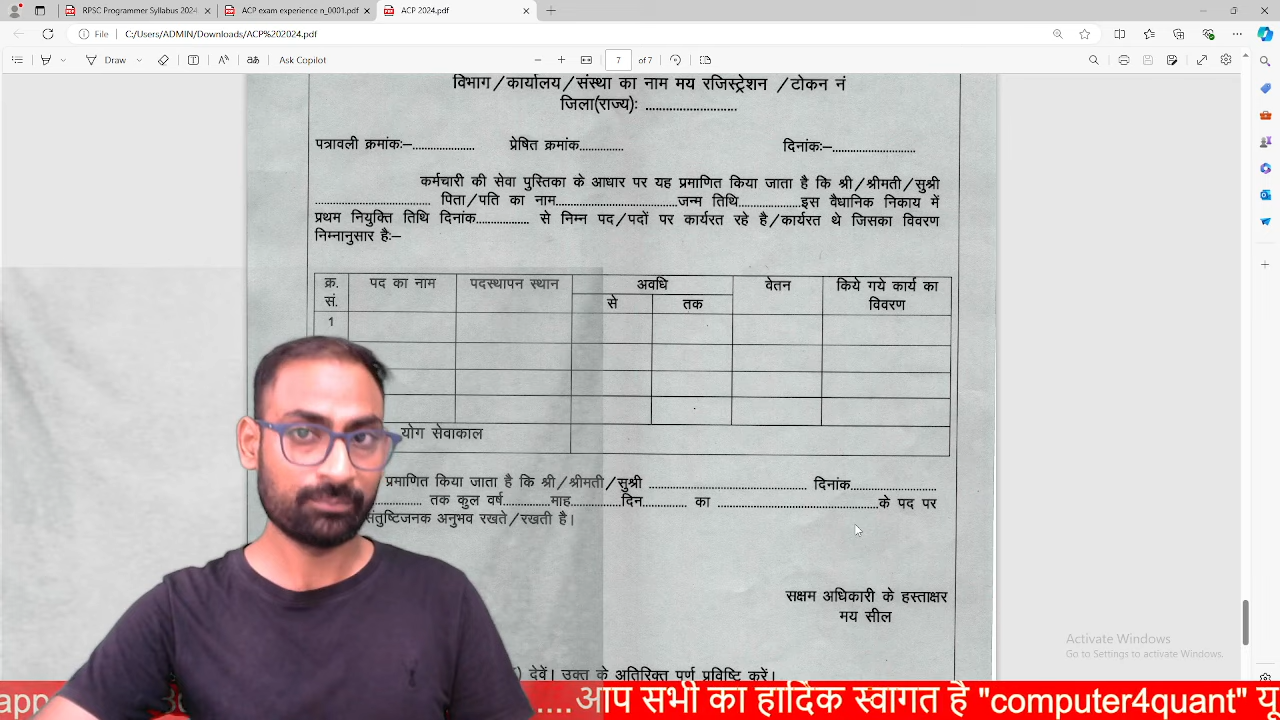 RPSC Programmer Syllabus 2024
ACP exam experience n_0001.pdf
ACP 2024.pdf
File C:/Users/ADMIN/Downloads/ACP%202024.pdf
Draw Ask Copilot 7 of 7
विभाग/कार्यालय/संस्था का नाम मय रजिस्ट्रेशन /टोकन नं
जिला(राज्य): ..........................
पत्रावली क्रमांक:–................... प्रेषित क्रमांक............. दिनांक:–.........................
कर्मचारी की सेवा पुस्तिका के आधार पर यह प्रमाणित किया जाता है कि श्री/श्रीमती/सुश्री
................................... पिता/पति का नाम.....................................जन्म तिथि...................इस वैधानिक निकाय में
प्रथम नियुक्ति तिथि दिनांक................ से निम्न पद/पदों पर कार्यरत रहे है/कार्यरत थे जिसका विवरण
निम्नानुसार है:–
क्र. सं. पद का नाम पदस्थापन स्थान अवधि वेतन किये गये कार्य का विवरण
से तक
1
योग सेवाकाल
प्रमाणित किया जाता है कि श्री/श्रीमती/सुश्री ................................................ दिनांक..........................
............... तक कुल वर्ष...............माह...............दिन.............. का .................................................के पद पर
संतुष्टिजनक अनुभव रखते/रखती है।
सक्षम अधिकारी के हस्ताक्षर
मय सील
देवें। उक्त के अतिरिक्त पूर्ण प्रविष्टि करें।
Activate Windows
Go to Settings to activate Windows.
....आप सभी का हार्दिक स्वागत है "computer4quant" यू